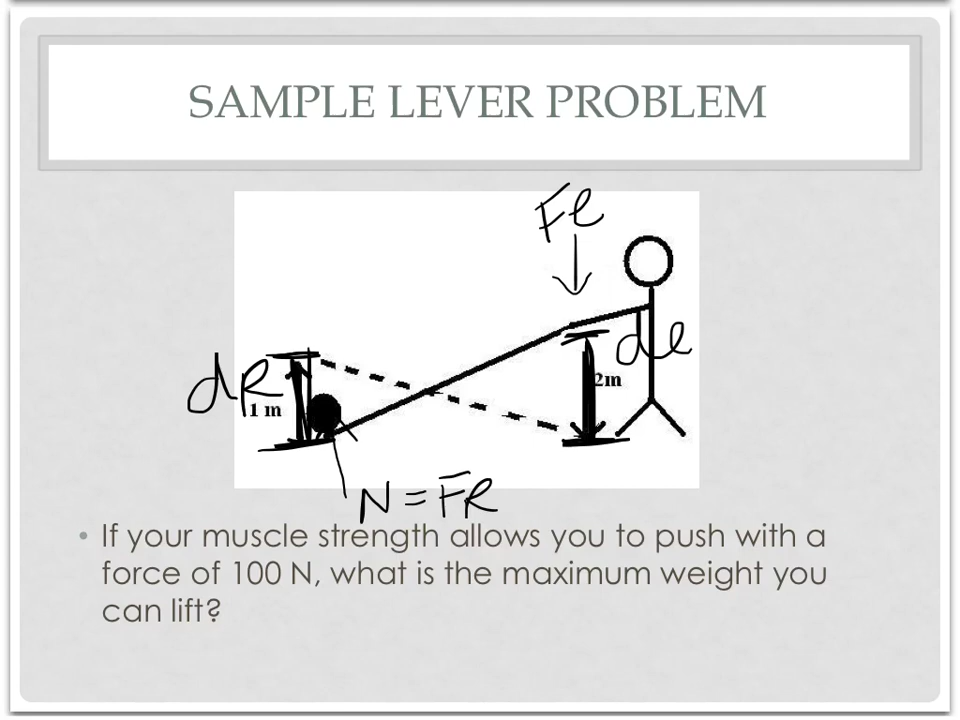 SAMPLE LEVER PROBLEM
Fe
de
2m
dR
1 m
N = FR
• If your muscle strength allows you to push with a
force of 100 N, what is the maximum weight you
can lift?